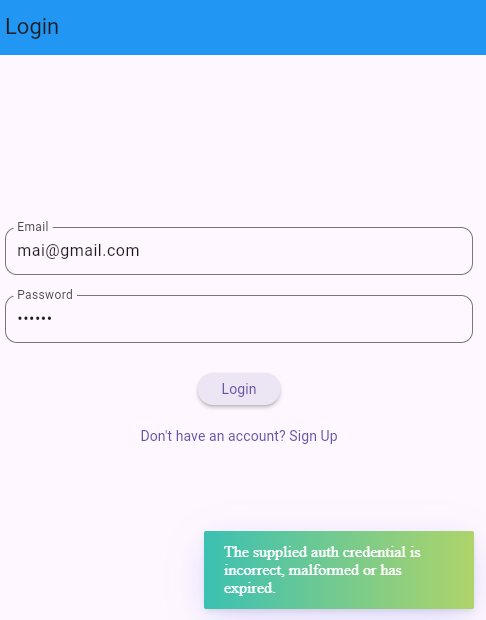 Login
Email
mai@gmail.com
Password
••••••
Login
Don't have an account? Sign Up
The supplied auth credential is
incorrect, malformed or has
expired.